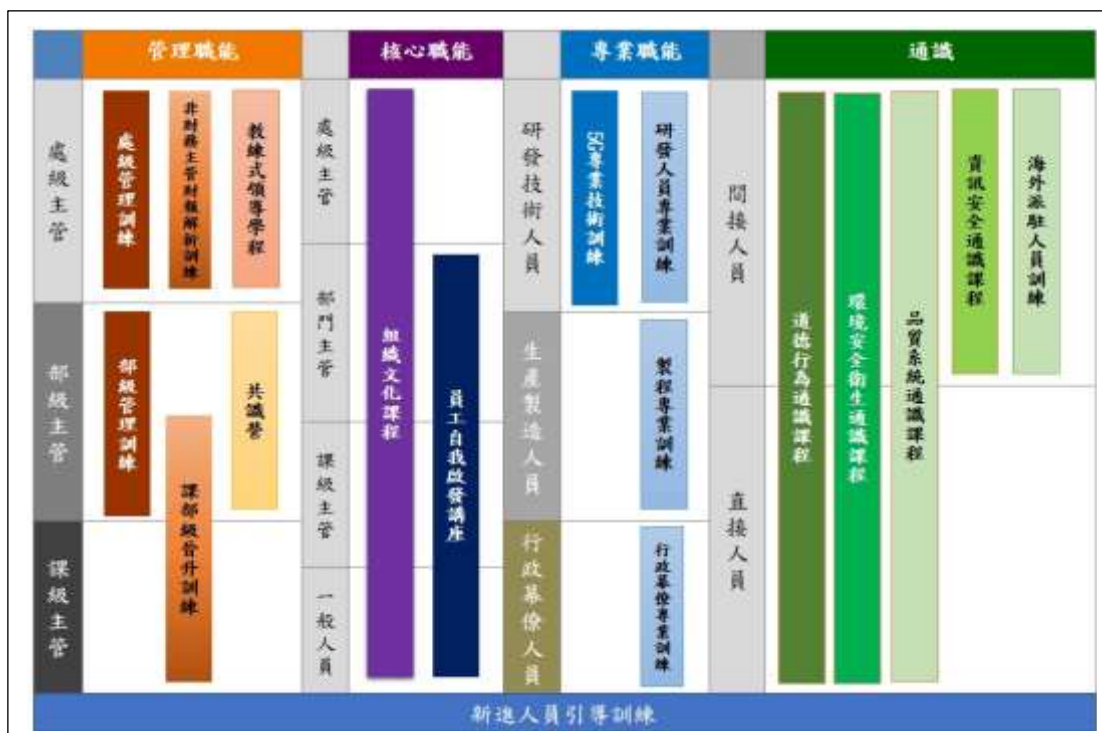 管理職能
核心職能
專業職能
通識
處級主管
部級主管
課級主管
處級管理訓練
非財務主管財報解析訓練
教練式領導學程
部級管理訓練
共識營
課部級晉升訓練
處級主管
部門主管
課級主管
一般人員
組織文化課程
員工自我啟發講座
研發技術人員
生產製造人員
行政幕僚人員
5G專業技術訓練
研發人員專業訓練
製程專業訓練
行政幕僚專業訓練
間接人員
直接人員
道德行為通識課程
環境安全衛生通識課程
品質系統通識課程
資訊安全通識課程
海外派駐人員訓練
新進人員引導訓練